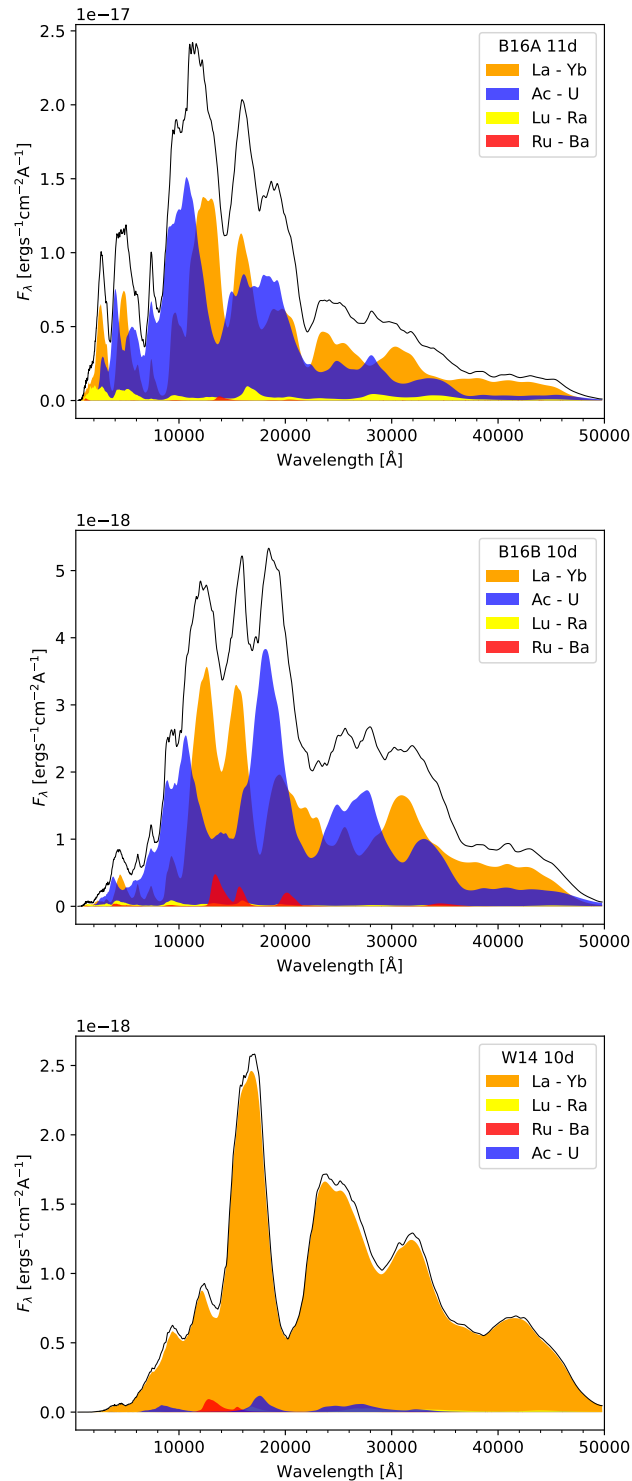 1e−17
B16A 11d
La - Yb
Ac - U
Lu - Ra
Ru - Ba
2.5
2.0
1.5
1.0
0.5
0.0
F_λ [ergs⁻¹cm⁻²A⁻¹]
10000 20000 30000 40000 50000
Wavelength [Å]
1e−18
B16B 10d
La - Yb
Ac - U
Lu - Ra
Ru - Ba
5
4
3
2
1
0
F_λ [ergs⁻¹cm⁻²A⁻¹]
10000 20000 30000 40000 50000
Wavelength [Å]
1e−18
W14 10d
La - Yb
Lu - Ra
Ru - Ba
Ac - U
2.5
2.0
1.5
1.0
0.5
0.0
F_λ [ergs⁻¹cm⁻²A⁻¹]
10000 20000 30000 40000 50000
Wavelength [Å]